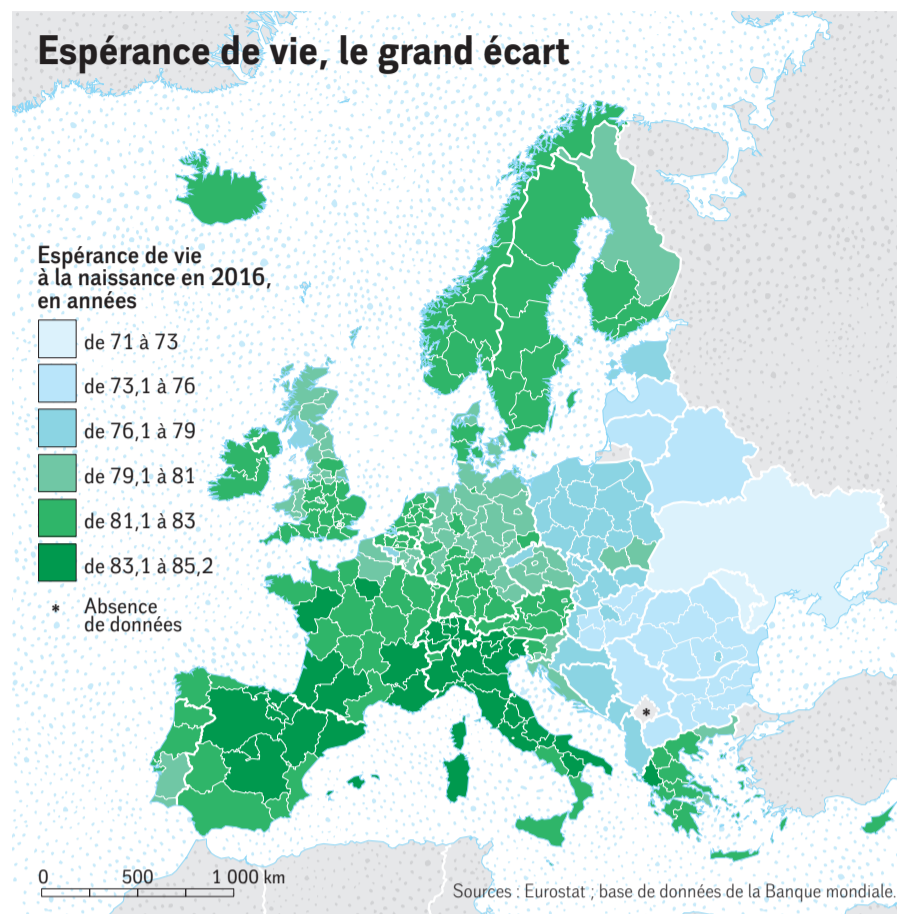 Espérance de vie, le grand écart
Espérance de vie
à la naissance en 2016,
en années
de 71 à 73
de 73,1 à 76
de 76,1 à 79
de 79,1 à 81
de 81,1 à 83
de 83,1 à 85,2
* Absence
de données
*
0 500 1 000 km
Sources : Eurostat ; base de données de la Banque mondiale.